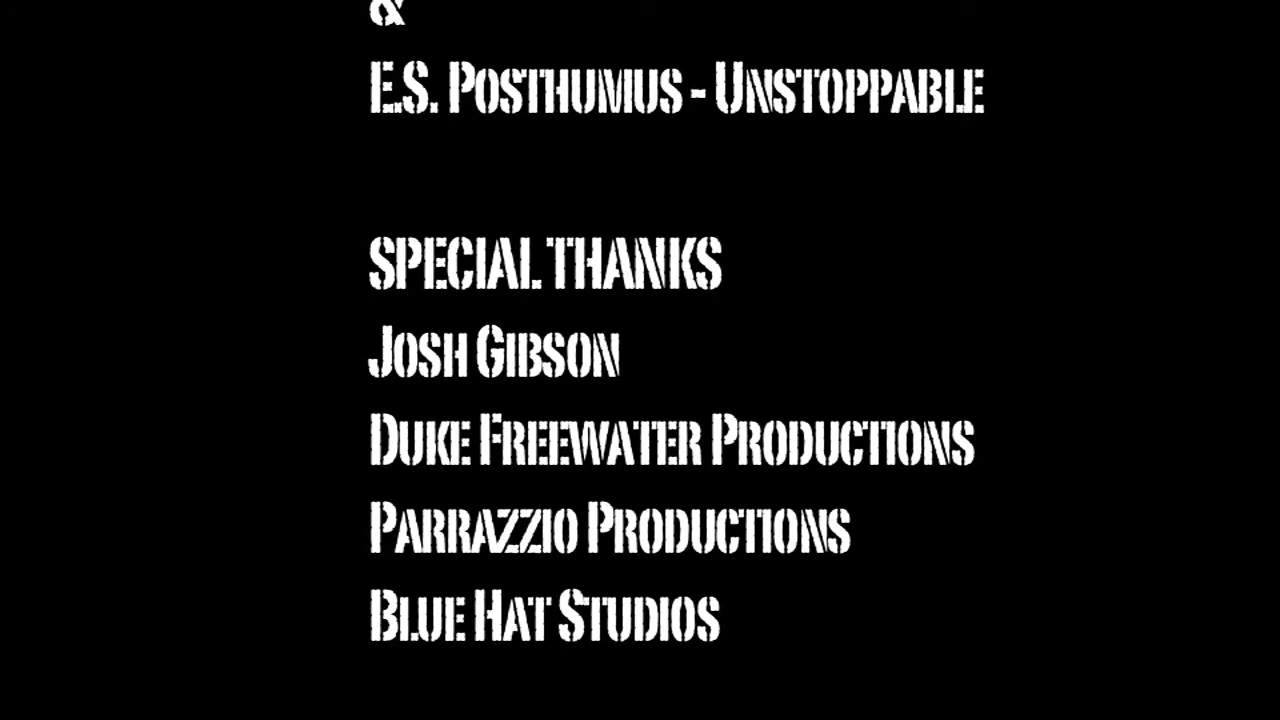 &
E.S. Posthumus - Unstoppable
SPECIAL THANKS
Josh Gibson
Duke Freewater Productions
Parrazzio Productions
Blue Hat Studios